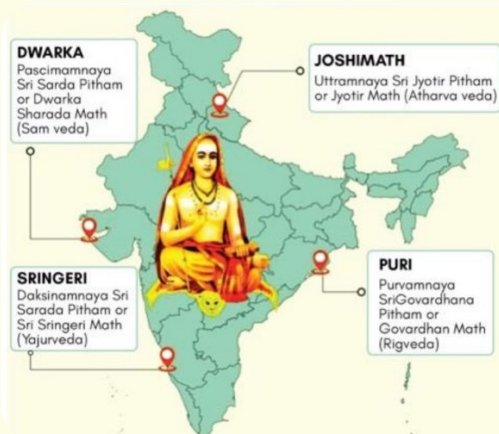 DWARKA
Pascimamnaya
Sri Sarda Pitham
or Dwarka
Sharada Math
(Sam veda)
JOSHIMATH
Uttramnaya Sri Jyotir Pitham
or Jyotir Math (Atharva veda)
SRINGERI
Daksinamnaya Sri
Sarada Pitham or
Sri Sringeri Math
(Yajurveda)
PURI
Purvamnaya
SriGovardhana
Pitham or
Govardhan Math
(Rigveda)